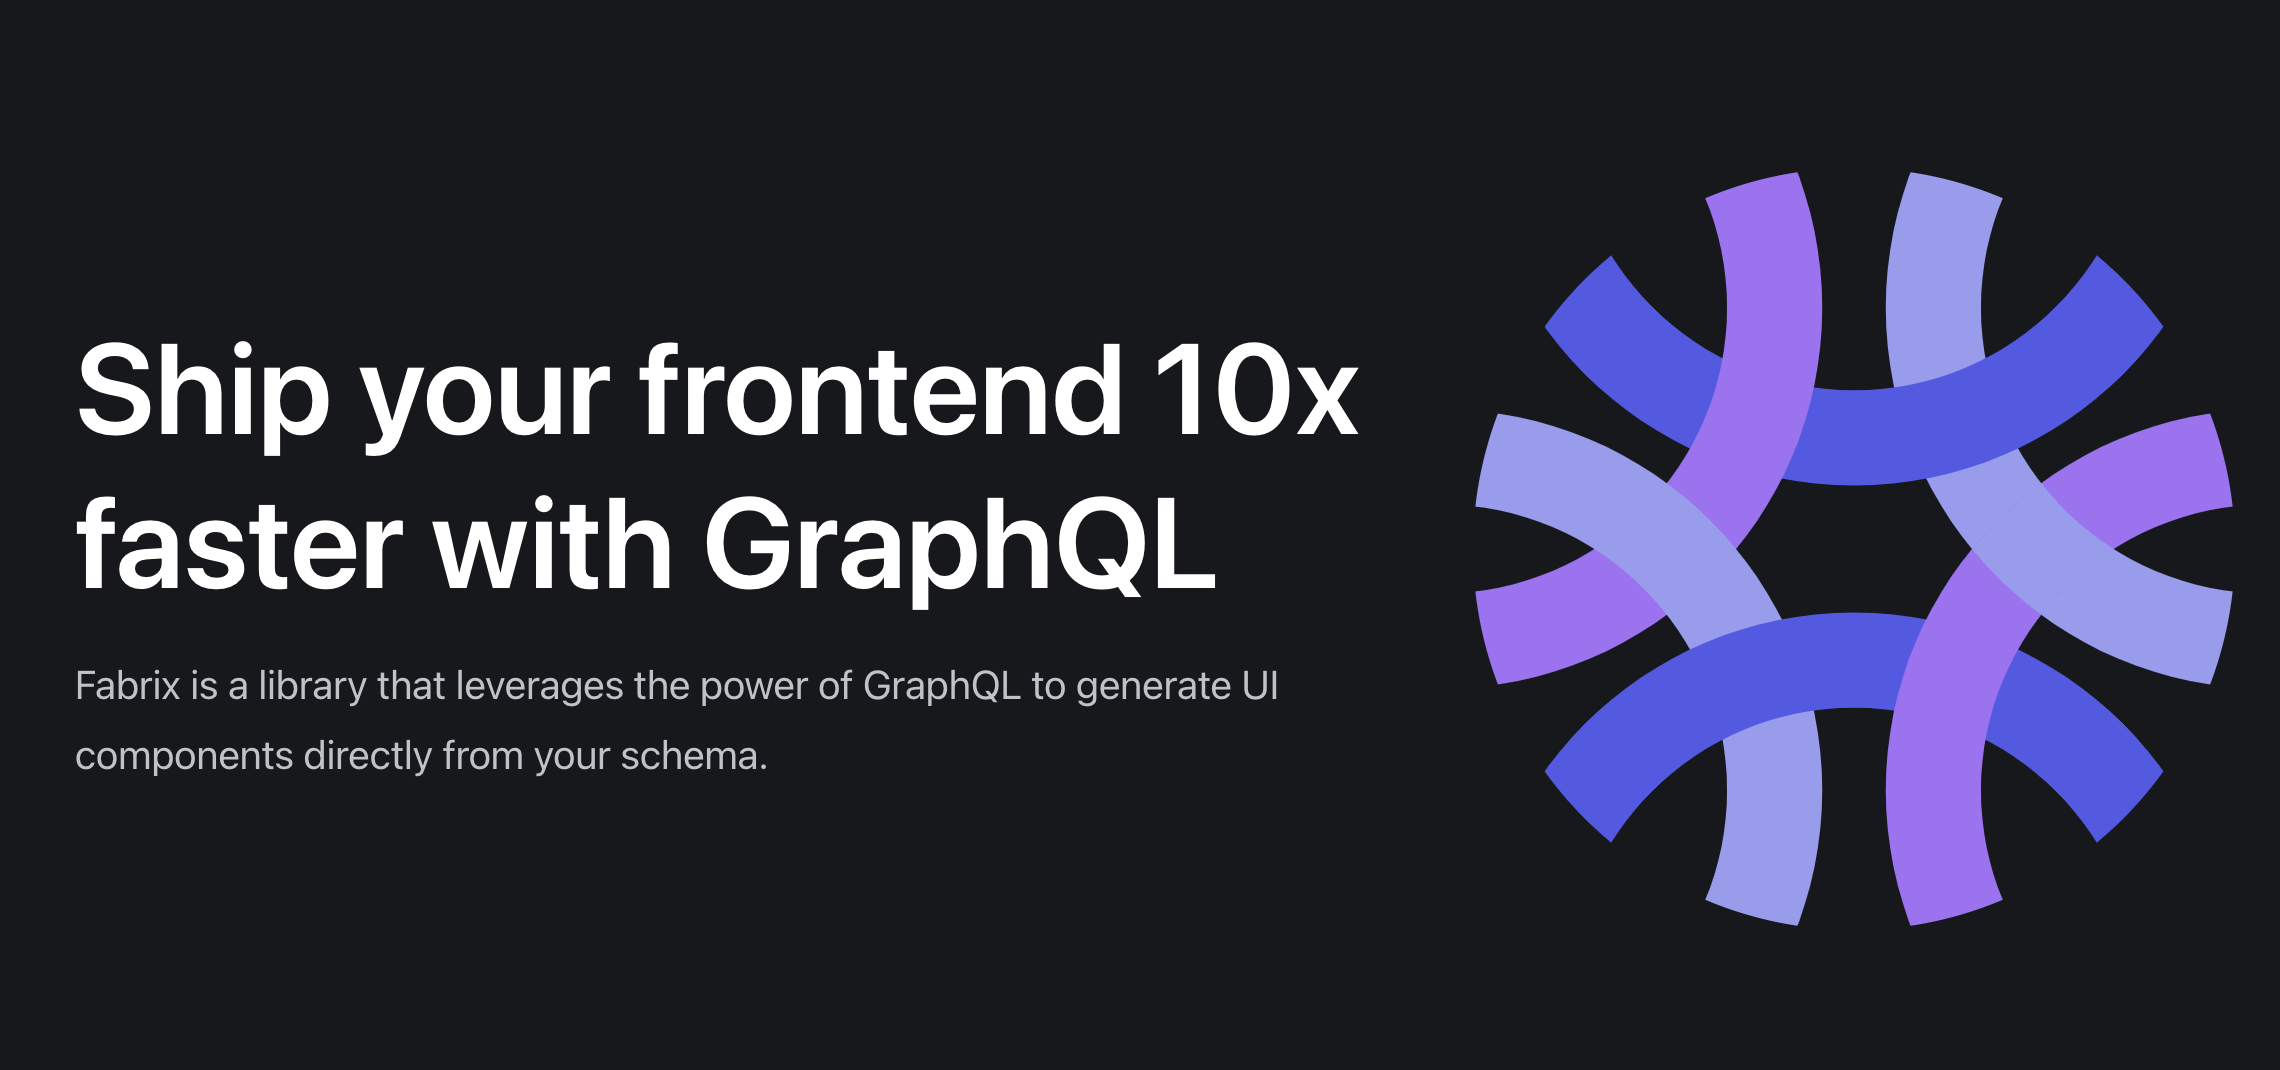 Ship your frontend 10x
faster with GraphQL
Fabrix is a library that leverages the power of GraphQL to generate UI
components directly from your schema.